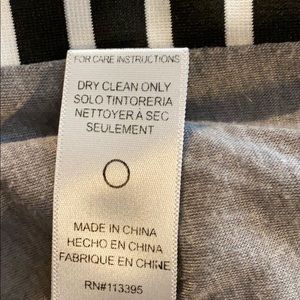 FOR CARE INSTRUCTIONS
DRY CLEAN ONLY
SOLO TINTORERIA
NETTOYER A SEC
SEULEMENT
MADE IN CHINA
HECHO EN CHINA
FABRIQUE EN CHINE
RN#113395